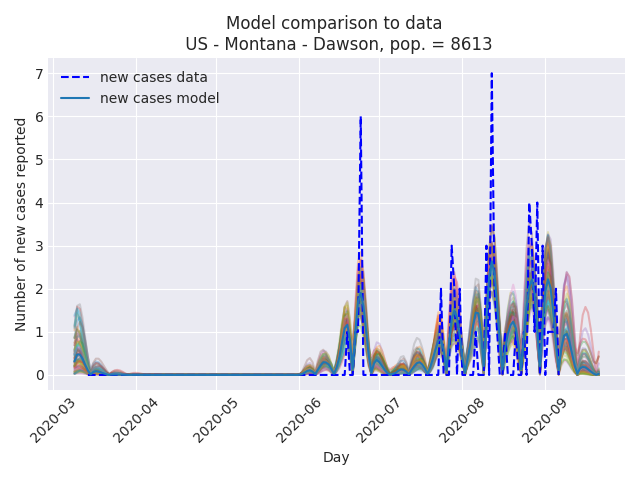 Model comparison to data
US - Montana - Dawson, pop. = 8613
new cases data
new cases model
Number of new cases reported
7
6
5
4
3
2
1
0
2020-03
2020-04
2020-05
2020-06
2020-07
2020-08
2020-09
Day